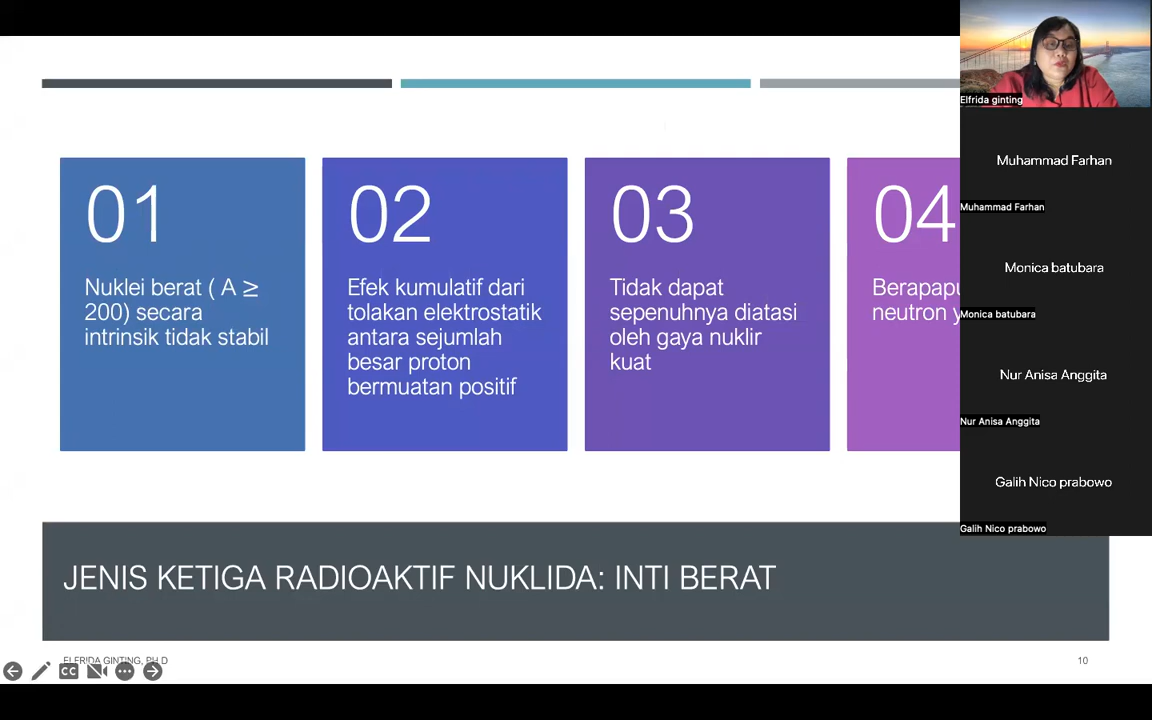 01
Nuklei berat ( A ≥
200) secara
intrinsik tidak stabil
02
Efek kumulatif dari
tolakan elektrostatik
antara sejumlah
besar proton
bermuatan positif
03
Tidak dapat
sepenuhnya diatasi
oleh gaya nuklir
kuat
04
neutron
JENIS KETIGA RADIOAKTIF NUKLIDA: INTI BERAT
ELFRIDA GINTING, PH.D
10
CC
Elfrida ginting
Muhammad Farhan
Muhammad Farhan
Monica batubara
Monica batubara
Nur Anisa Anggita
Nur Anisa Anggita
Galih Nico prabowo
Galih Nico prabowo